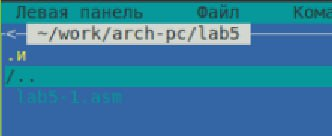 Левая панель Файл Кома
<— ~/work/arch-pc/lab5
.и
/..
lab5-1.asm